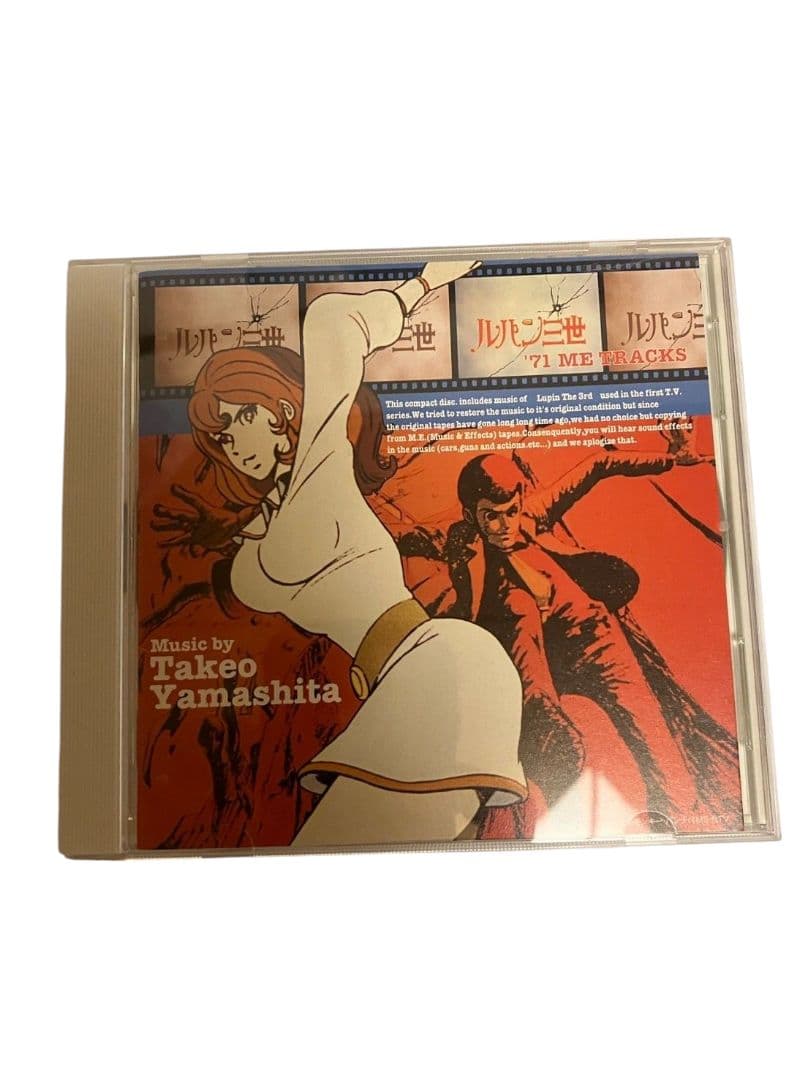 ルパン三世
三世
ルパン三世
ルパン三
'71 ME TRACKS
This compact disc. includes music of Lupin The 3rd used in the first T.V.
series.We tried to restore the music to it's original condition but since
the original tapes have gone long long time ago,we had no choice but copying
from M.E.(Music & Effects) tapes.Consenquently,you will hear sound effects
in the music (cars,guns and actions.etc...) and we aplogize that.
Music by
Takeo
Yamashita